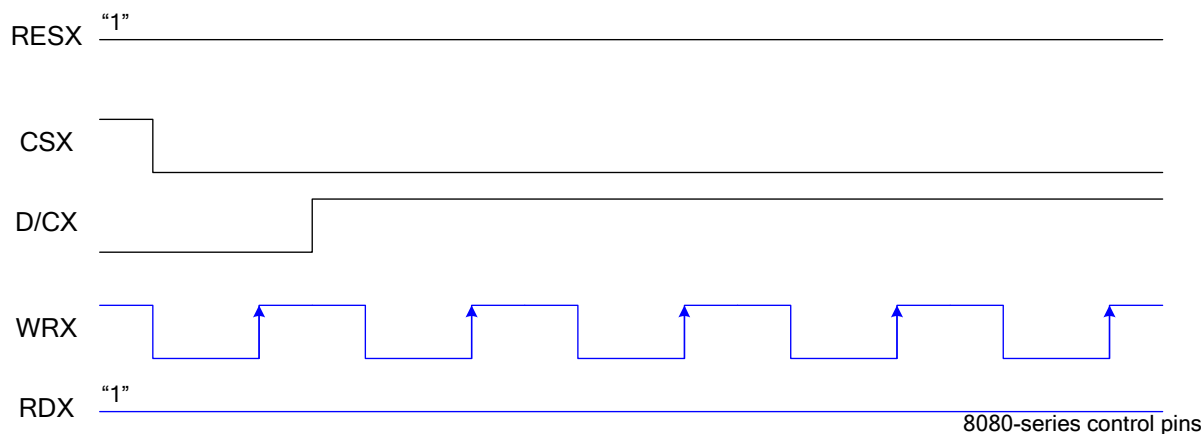 “1”
RESX
CSX
D/CX
WRX
“1”
RDX
8080-series control pins